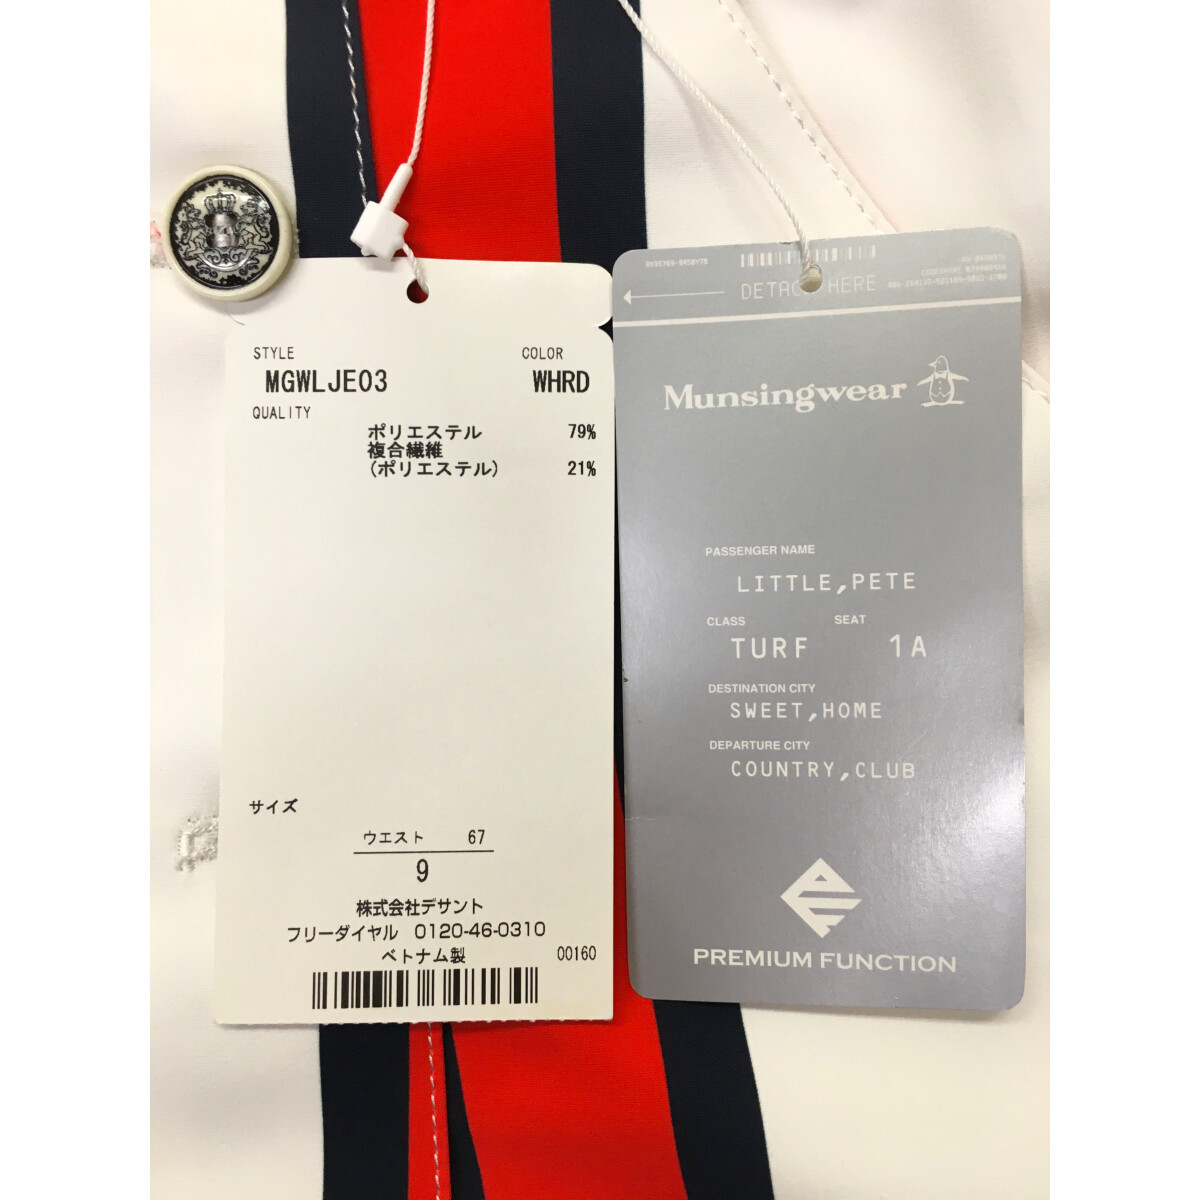 STYLE COLOR
MGWLJE03 WHRD
QUALITY
ポリエステル 79%
複合繊維
(ポリエステル) 21%
サイズ
ウエスト 67
9
株式会社デサント
フリーダイヤル 0120-46-0310
ベトナム製 00160
DETACH HERE
Munsingwear
PASSENGER NAME
LITTLE,PETE
CLASS SEAT
TURF 1A
DESTINATION CITY
SWEET,HOME
DEPARTURE CITY
COUNTRY,CLUB
PREMIUM FUNCTION